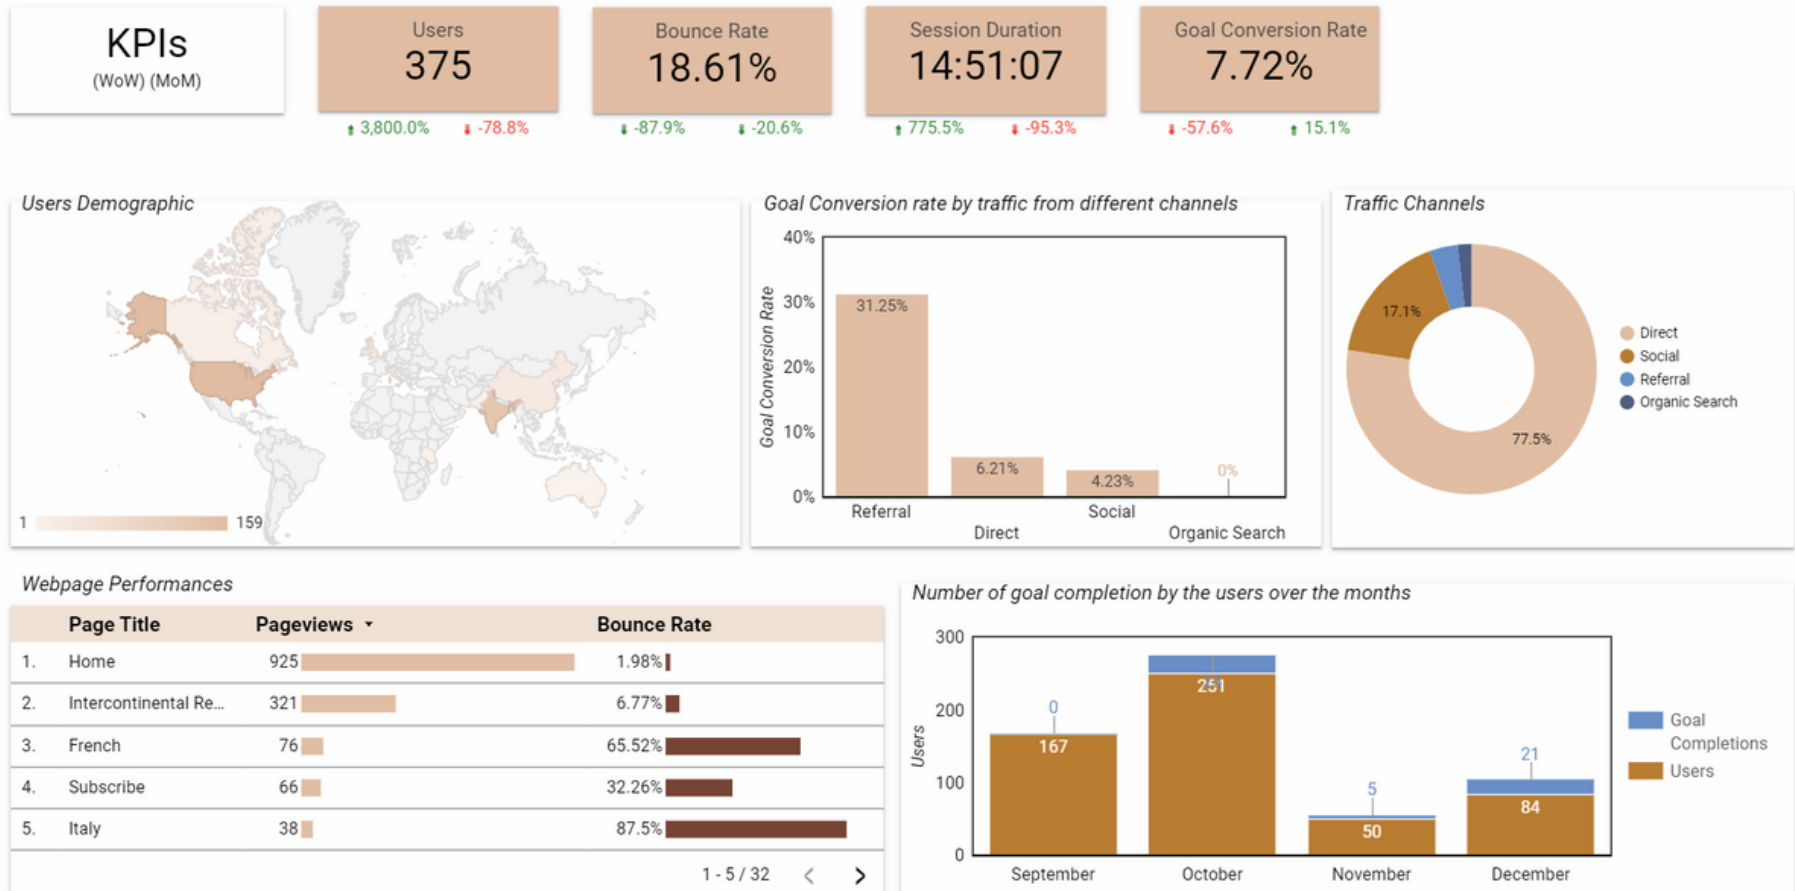 KPIs
(WoW) (MoM)
Users
375
3,800.0% -78.8%
Bounce Rate
18.61%
-87.9% -20.6%
Session Duration
14:51:07
775.5% -95.3%
Goal Conversion Rate
7.72%
-57.6% 15.1%
Users Demographic
1 159
Goal Conversion rate by traffic from different channels
Goal Conversion Rate
40%
30%
20%
10%
0%
31.25%
6.21%
4.23%
0%
Referral
Direct
Social
Organic Search
Traffic Channels
17.1%
77.5%
Direct
Social
Referral
Organic Search
Webpage Performances
Page Title Pageviews Bounce Rate
1. Home 925 1.98%
2. Intercontinental Re... 321 6.77%
3. French 76 65.52%
4. Subscribe 66 32.26%
5. Italy 38 87.5%
1 - 5 / 32
Number of goal completion by the users over the months
Users
300
200
100
0
0
167
251
5
50
21
84
September
October
November
December
Goal
Completions
Users